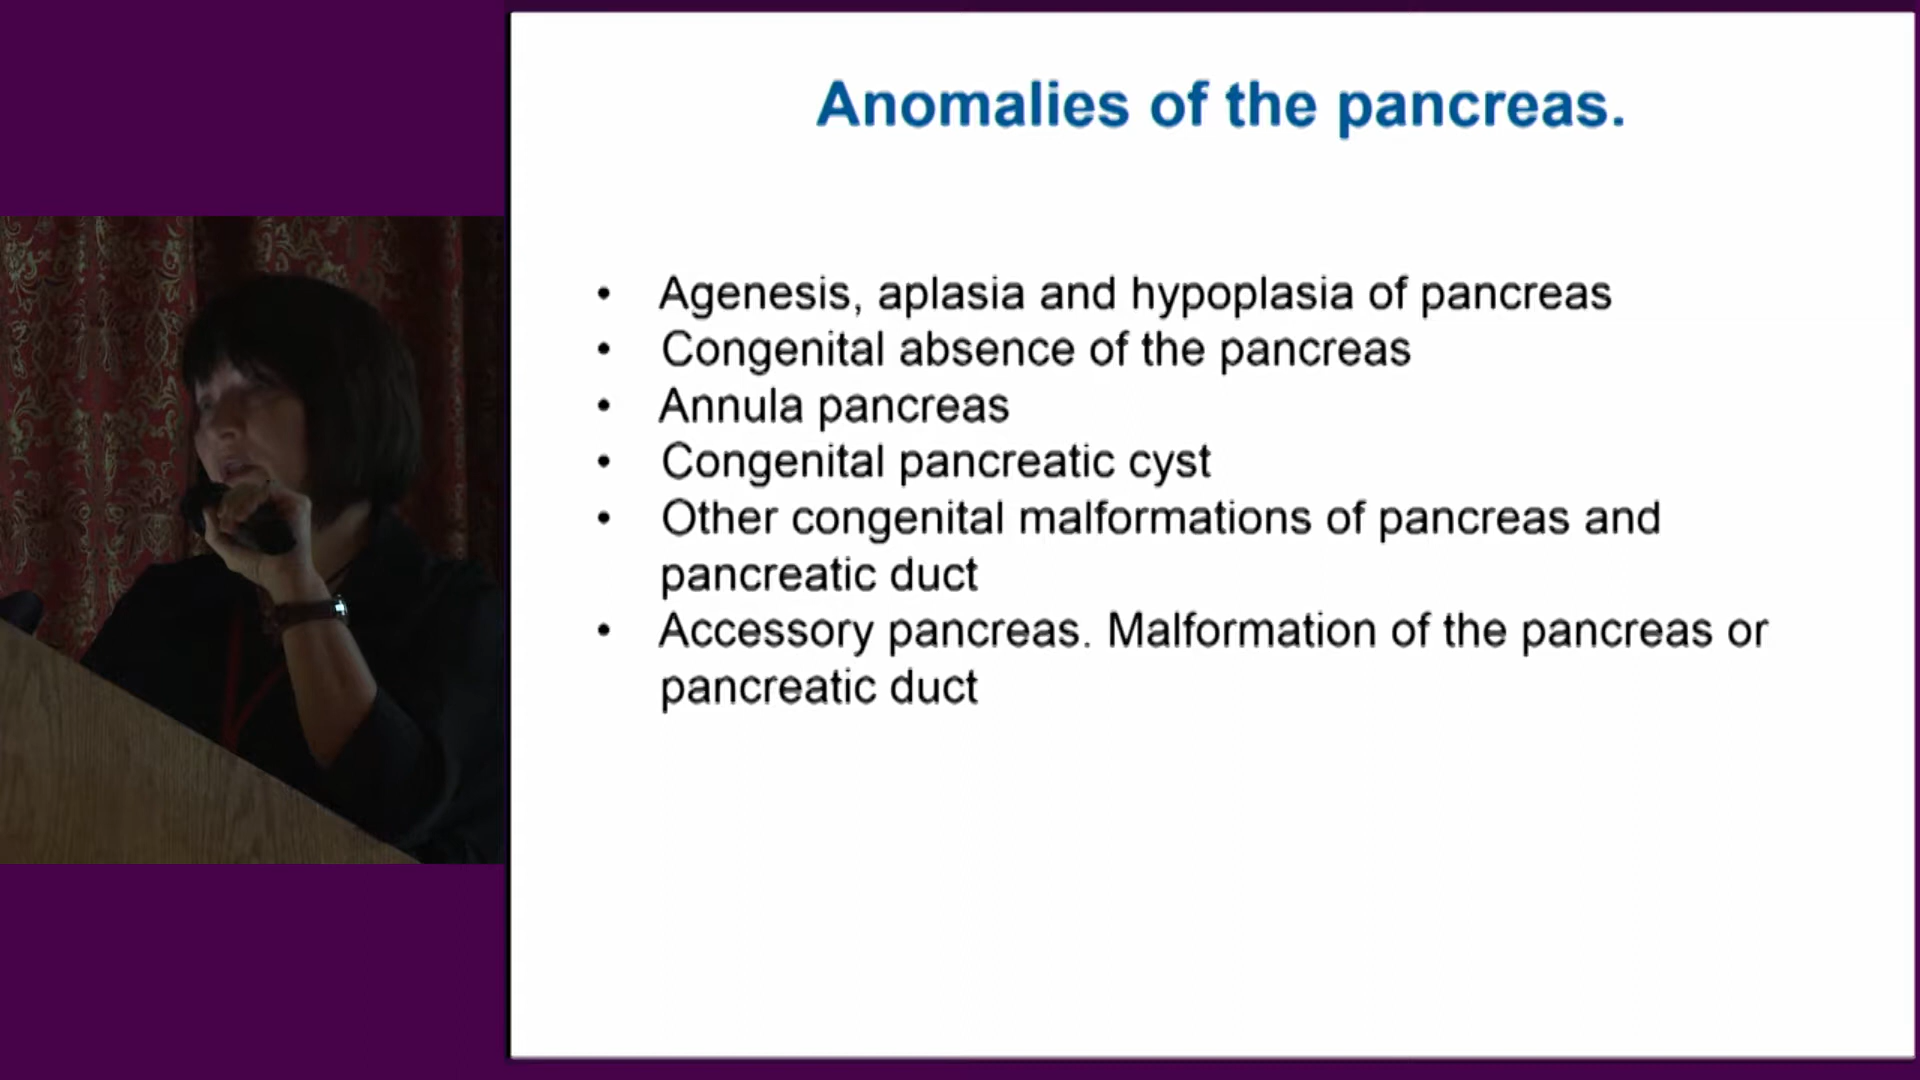 Anomalies of the pancreas.
• Agenesis, aplasia and hypoplasia of pancreas
• Congenital absence of the pancreas
• Annula pancreas
• Congenital pancreatic cyst
• Other congenital malformations of pancreas and
pancreatic duct
• Accessory pancreas. Malformation of the pancreas or
pancreatic duct